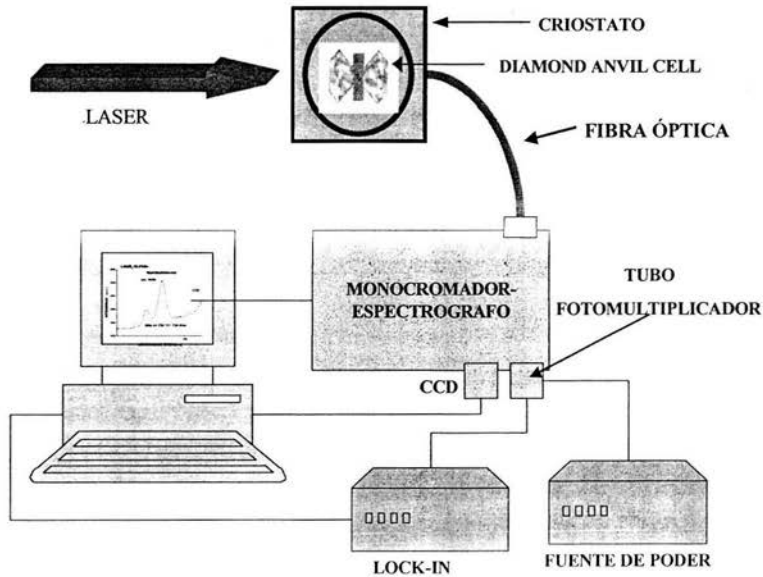 CRIOSTATO
DIAMOND ANVIL CELL
.LASER
FIBRA ÓPTICA
MONOCROMADOR-
ESPECTROGRAFO
TUBO
FOTOMULTIPLICADOR
CCD
LOCK-IN
FUENTE DE PODER